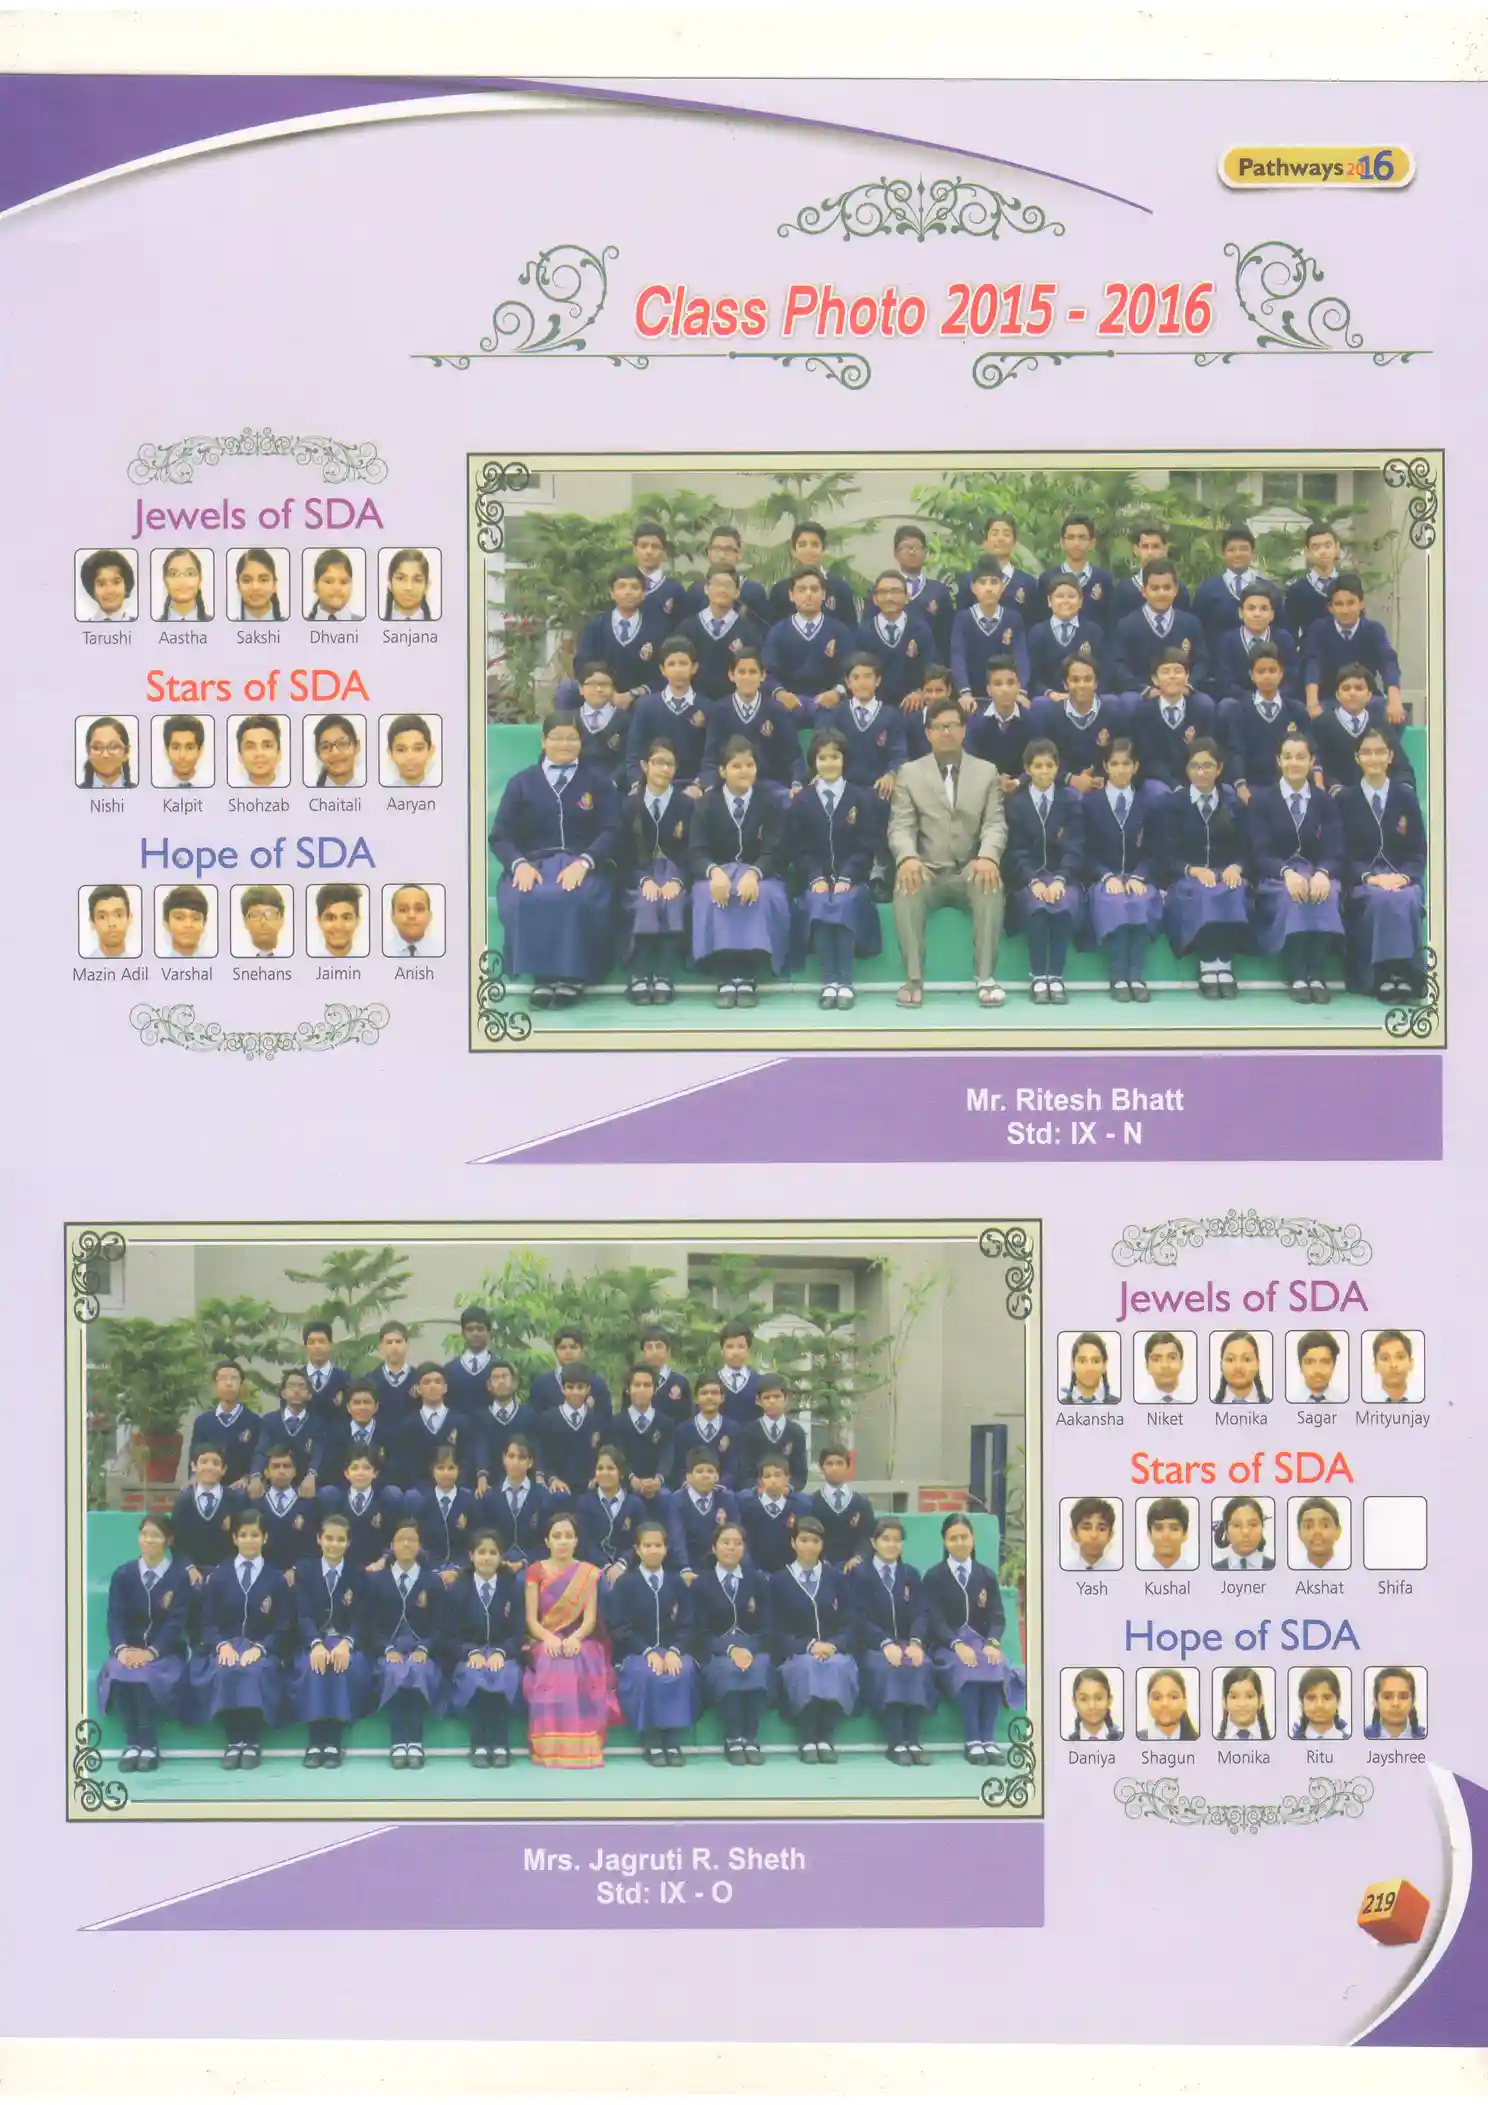 Pathways 2016
Class Photo 2015 - 2016
Jewels of SDA
Tarushi Aastha Sakshi Dhvani Sanjana
Stars of SDA
Nishi Kalpit Shohzab Chaitali Aaryan
Hope of SDA
Mazin Adil Varshal Snehans Jaimin Anish
Mr. Ritesh Bhatt
Std: IX - N
Jewels of SDA
Aakansha Niket Monika Sagar Mrityunjay
Stars of SDA
Yash Kushal Joyner Akshat Shifa
Hope of SDA
Daniya Shagun Monika Ritu Jayshree
Mrs. Jagruti R. Sheth
Std: IX - O
219